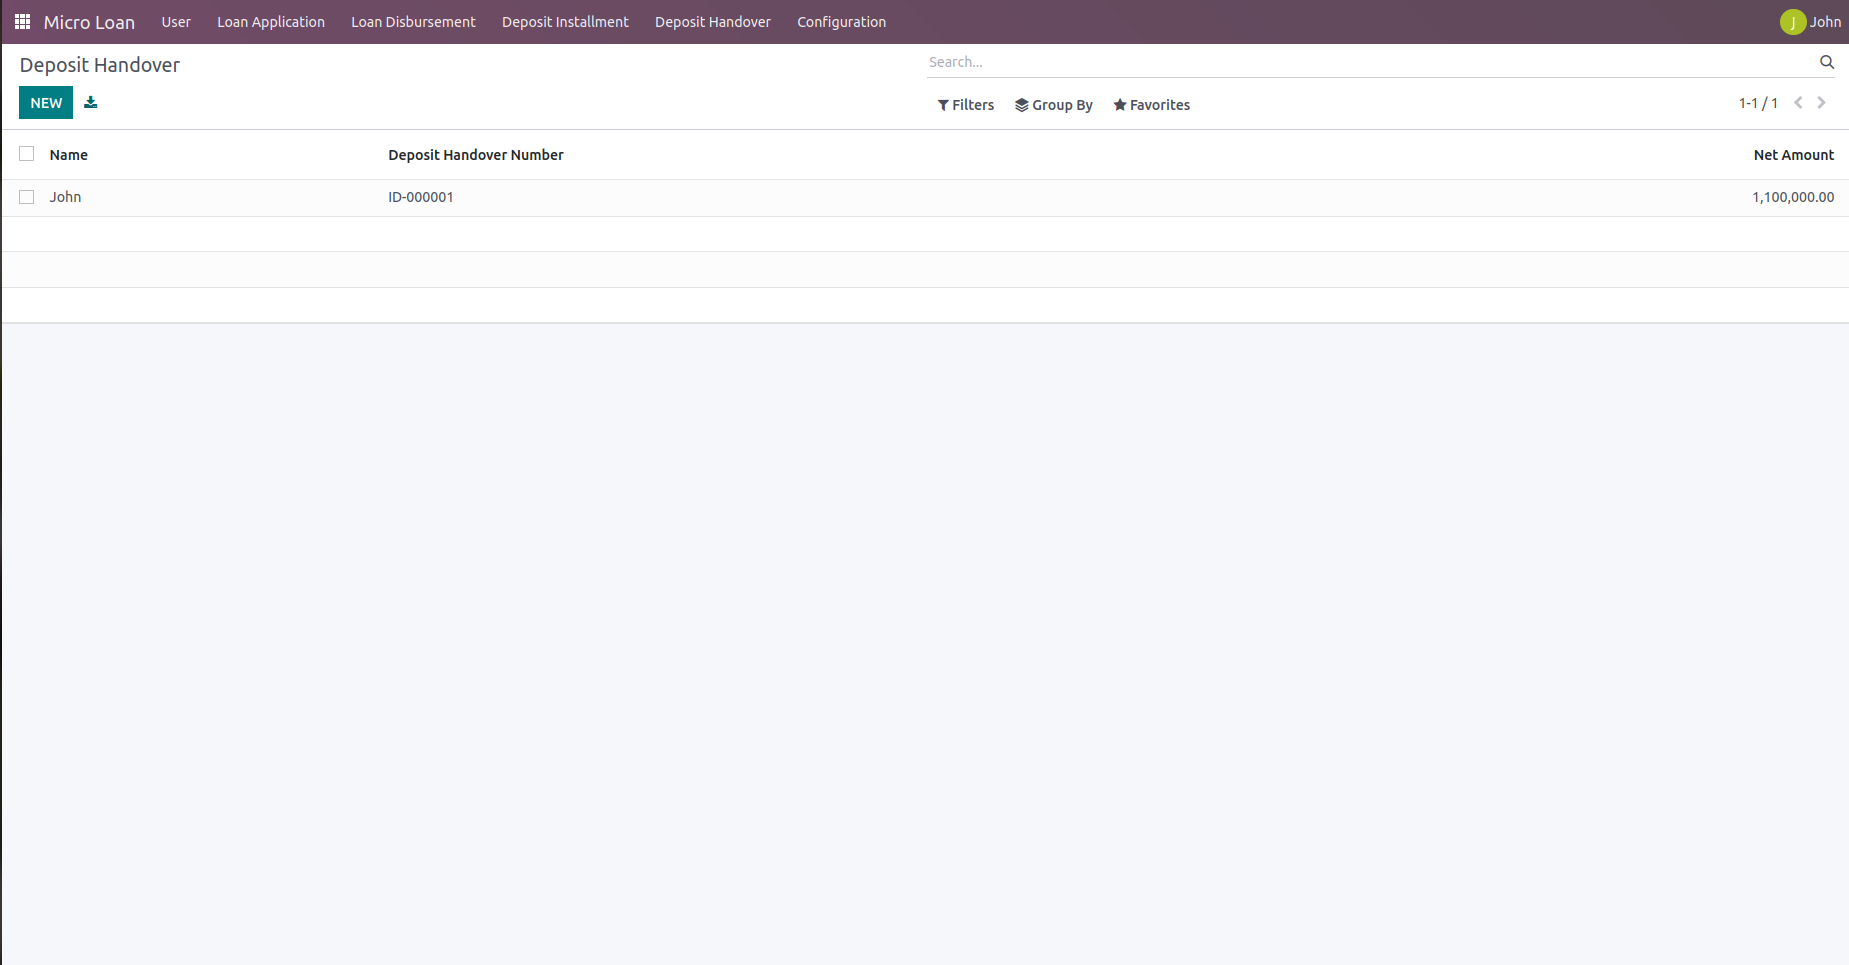 Micro Loan User Loan Application Loan Disbursement Deposit Installment Deposit Handover Configuration J John
Deposit Handover Search...
NEW Filters Group By Favorites 1-1 / 1
Name Deposit Handover Number Net Amount
John ID-000001 1,100,000.00